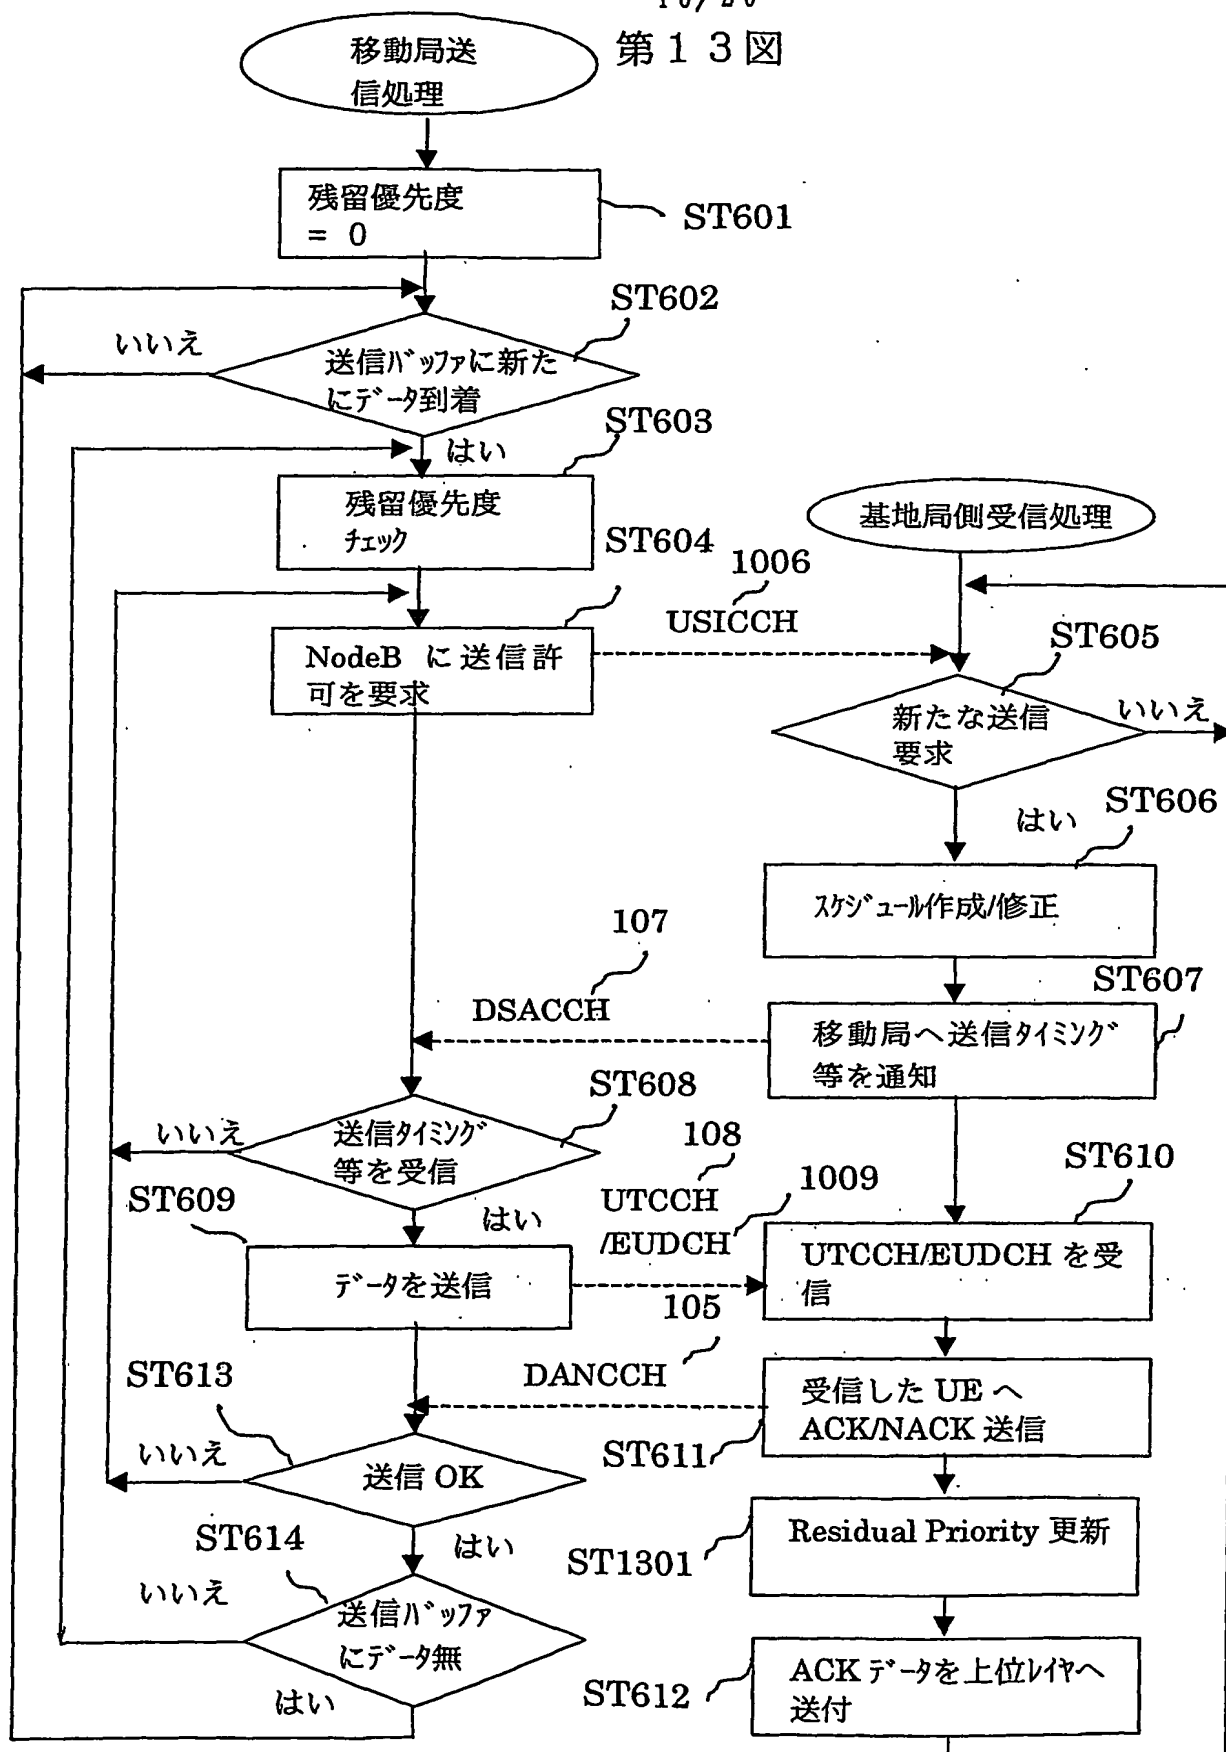 第１３図
移動局送
信処理
残留優先度
= 0
ST601
ST602
いいえ
送信バッファに新た
にデータ到着
ST603
はい
残留優先度
チェック
ST604
基地局側受信処理
1006
USICCH
NodeB に送信許
可を要求
ST605
新たな送信
要求
いいえ
はい
ST606
スケジュール作成/修正
107
DSACCH
ST607
移動局へ送信タイミング
等を通知
ST608
いいえ
送信タイミング
等を受信
108
UTCCH
/EUDCH
1009
ST610
ST609
はい
データを送信
UTCCH/EUDCH を受
信
105
DANCCH
ST613
受信した UE へ
ACK/NACK 送信
ST611
いいえ
送信 OK
ST614
はい
Residual Priority 更新
ST1301
いいえ
送信バッファ
にデータ無
はい
ACK データを上位レイヤへ
送付
ST612